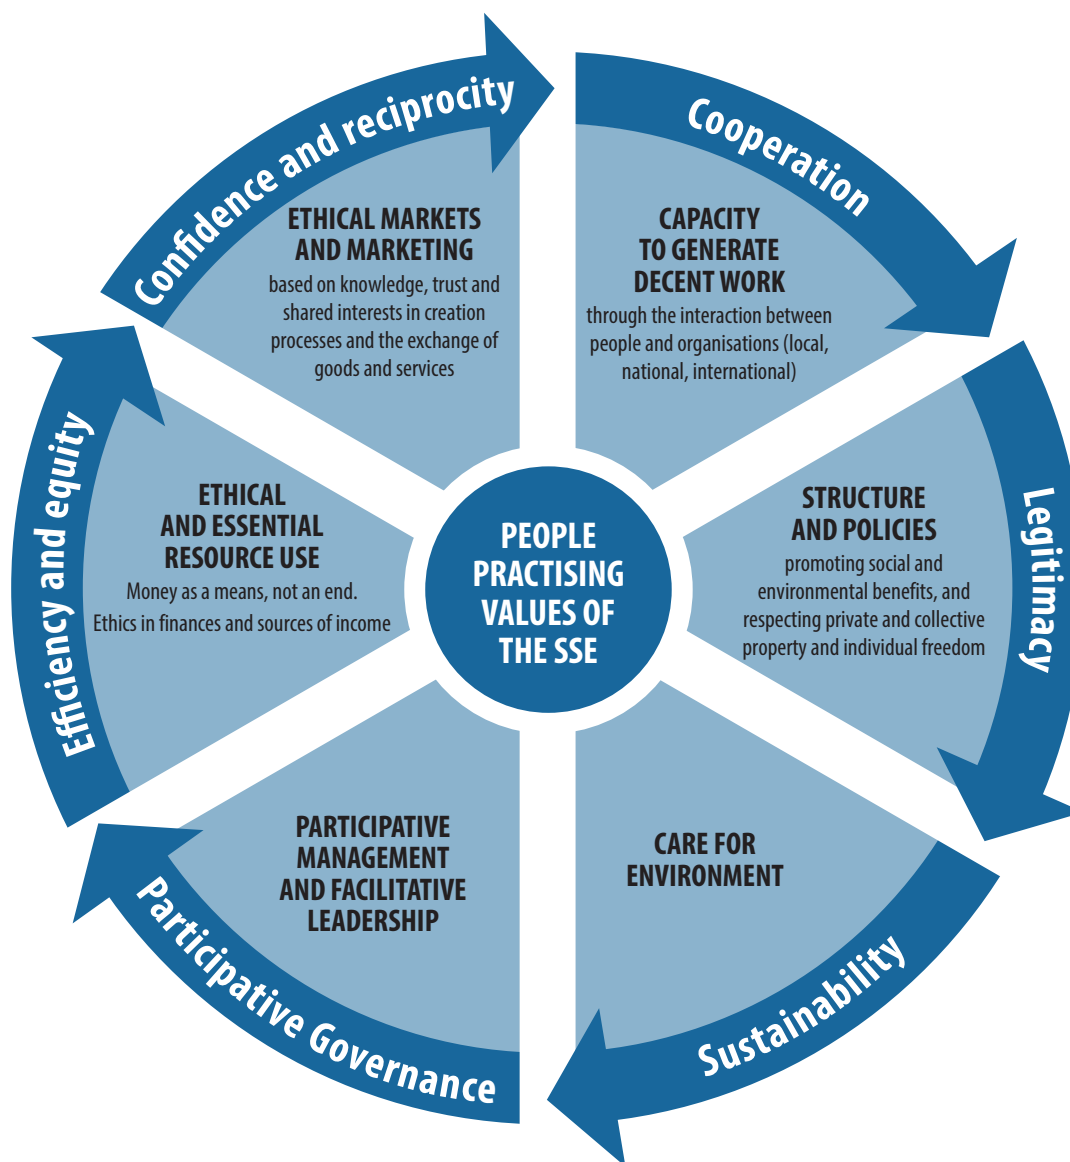 Confidence and reciprocity
ETHICAL MARKETS
AND MARKETING
based on knowledge, trust and
shared interests in creation
processes and the exchange of
goods and services
Cooperation
CAPACITY
TO GENERATE
DECENT WORK
through the interaction between
people and organisations (local,
national, international)
Legitimacy
STRUCTURE
AND POLICIES
promoting social and
environmental benefits, and
respecting private and collective
property and individual freedom
Sustainability
CARE FOR
ENVIRONMENT
Participative Governance
PARTICIPATIVE
MANAGEMENT
AND FACILITATIVE
LEADERSHIP
Efficiency and equity
ETHICAL
AND ESSENTIAL
RESOURCE USE
Money as a means, not an end.
Ethics in finances and sources of income
PEOPLE
PRACTISING
VALUES OF
THE SSE